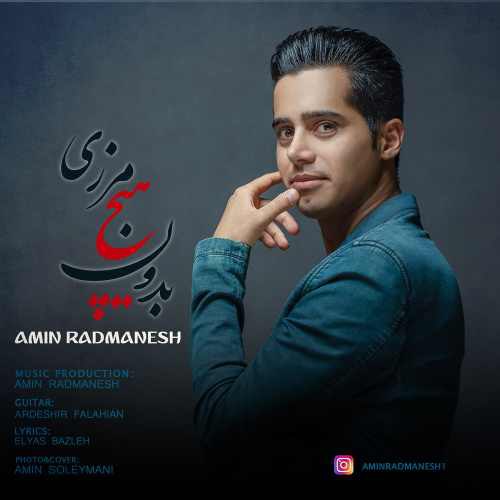 بدون هیچ مرزی
AMIN RADMANESH
MUSIC PRODUCTION:
AMIN RADMANESH
GUITAR:
ARDESHIR FALAHIAN
LYRICS:
ELYAS BAZLEH
PHOTO&COVER:
AMIN SOLEYMANI
AMINRADMANESH1